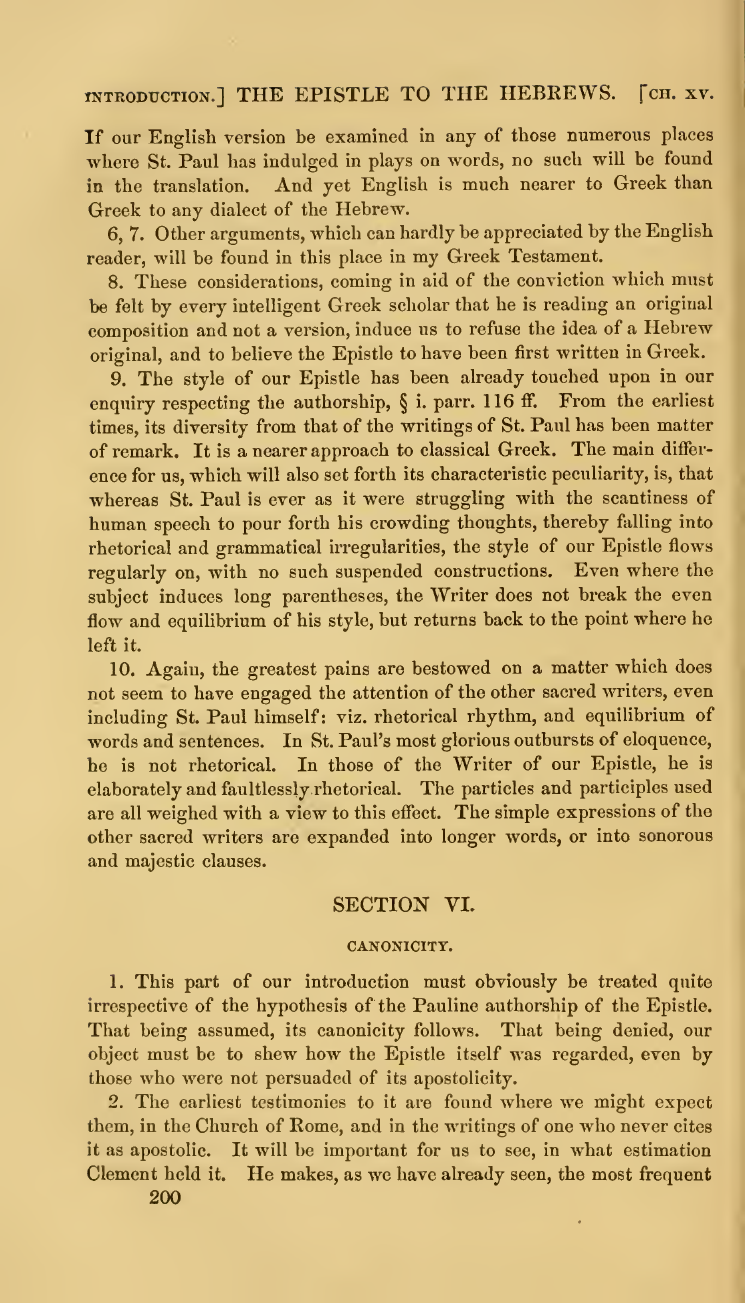 INTRODUCTION.] THE EPISTLE TO THE HEBREWS. [CH. XV.
If our English version be examined in any of those numerous places
where St. Paul has indulged in plays on words, no such will be found
in the translation. And yet English is much nearer to Greek than
Greek to any dialect of the Hebrew.
6, 7. Other arguments, which can hardly be appreciated by the English
reader, will be found in this place in my Greek Testament.
8. These considerations, coming in aid of the conviction which must
be felt by every intelligent Greek scholar that he is reading an original
composition and not a version, induce us to refuse the idea of a Hebrew
original, and to believe the Epistle to have been first written in Greek.
9. The style of our Epistle has been already touched upon in our
enquiry respecting the authorship, § i. parr. 116 ff. From the earliest
times, its diversity from that of the writings of St. Paul has been matter
of remark. It is a nearer approach to classical Greek. The main differ-
ence for us, which will also set forth its characteristic peculiarity, is, that
whereas St. Paul is ever as it were struggling with the scantiness of
human speech to pour forth his crowding thoughts, thereby falling into
rhetorical and grammatical irregularities, the style of our Epistle flows
regularly on, with no such suspended constructions. Even where the
subject induces long parentheses, the Writer does not break the even
flow and equilibrium of his style, but returns back to the point where he
left it.
10. Again, the greatest pains are bestowed on a matter which does
not seem to have engaged the attention of the other sacred writers, even
including St. Paul himself: viz. rhetorical rhythm, and equilibrium of
words and sentences. In St. Paul's most glorious outbursts of eloquence,
he is not rhetorical. In those of the Writer of our Epistle, he is
elaborately and faultlessly rhetorical. The particles and participles used
are all weighed with a view to this effect. The simple expressions of the
other sacred writers are expanded into longer words, or into sonorous
and majestic clauses.
SECTION VI.
CANONICITY.
1. This part of our introduction must obviously be treated quite
irrespective of the hypothesis of the Pauline authorship of the Epistle.
That being assumed, its canonicity follows. That being denied, our
object must be to shew how the Epistle itself was regarded, even by
those who were not persuaded of its apostolicity.
2. The earliest testimonies to it are found where we might expect
them, in the Church of Rome, and in the writings of one who never cites
it as apostolic. It will be important for us to see, in what estimation
Clement held it. He makes, as we have already seen, the most frequent
200